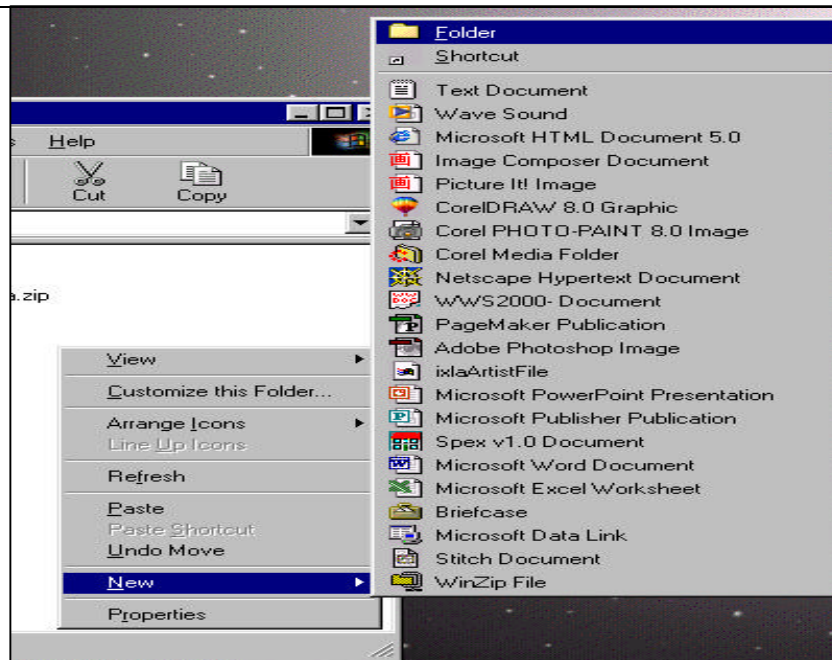 Help
Cut
Copy
a.zip
View
Customize this Folder...
Arrange Icons
Line Up Icons
Refresh
Paste
Paste Shortcut
Undo Move
New
Properties
Folder
Shortcut
Text Document
Wave Sound
Microsoft HTML Document 5.0
Image Composer Document
Picture It! Image
CorelDRAW 8.0 Graphic
Corel PHOTO-PAINT 8.0 Image
Corel Media Folder
Netscape Hypertext Document
WWS2000- Document
PageMaker Publication
Adobe Photoshop Image
ixlaArtistFile
Microsoft PowerPoint Presentation
Microsoft Publisher Publication
Spex v1.0 Document
Microsoft Word Document
Microsoft Excel Worksheet
Briefcase
Microsoft Data Link
Stitch Document
WinZip File